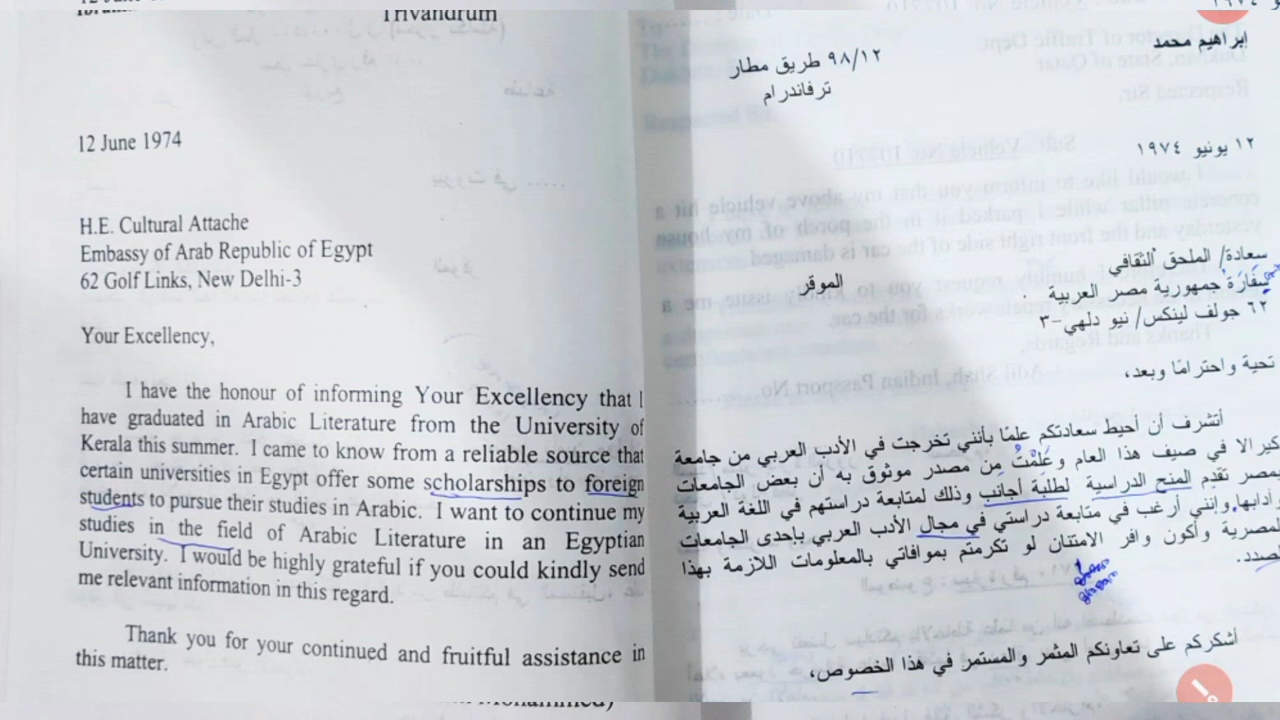 Trivandrum
12 June 1974
H.E. Cultural Attache
Embassy of Arab Republic of Egypt
62 Golf Links, New Delhi-3
Your Excellency,
I have the honour of informing Your Excellency that I
have graduated in Arabic Literature from the University of
Kerala this summer. I came to know from a reliable source that
certain universities in Egypt offer some scholarships to foreign
students to pursue their studies in Arabic. I want to continue my
studies in the field of Arabic Literature in an Egyptian
University. I would be highly grateful if you could kindly send
me relevant information in this regard.
Thank you for your continued and fruitful assistance in
this matter.
إبراهيم محمد
٩٨/١٢ طريق مطار
ترفاندرام
١٢ يونيو ١٩٧٤
سعادة/ الملحق الثقافي
الموقر
سِفَارَة جمهورية مصر العربية
٦٢ جولف لينكس/ نيو دلهي -٣
تحية واحترامًا وبعد،
أتشرف أن أحيط سعادتكم علمًا بأنني تخرجت في الأدب العربي من جامعة
كيرالا في صيف هذا العام وعَلِمْتُ مِن مصدر موثوق به أن بعض الجامعات
بمصر تقدِم المنح الدراسية لطلبة أجانب وذلك لمتابعة دراستهم في اللغة العربية
وآدابها، وإنني أرغب في متابعة دراستي في مجال الأدب العربي بإحدى الجامعات
المصرية وأكون وافر الامتنان لو تكرمتم بموافاتي بالمعلومات اللازمة بهذا
الصدد.
أشكركم على تعاونكم المثمر والمستمر في هذا الخصوص،